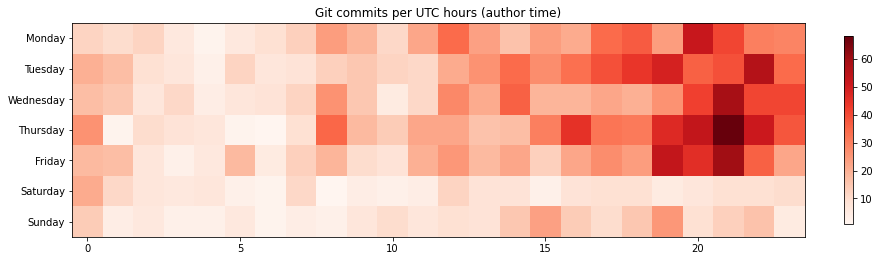 Git commits per UTC hours (author time)
Monday
Tuesday
Wednesday
Thursday
Friday
Saturday
Sunday
0 5 10 15 20
60
50
40
30
20
10